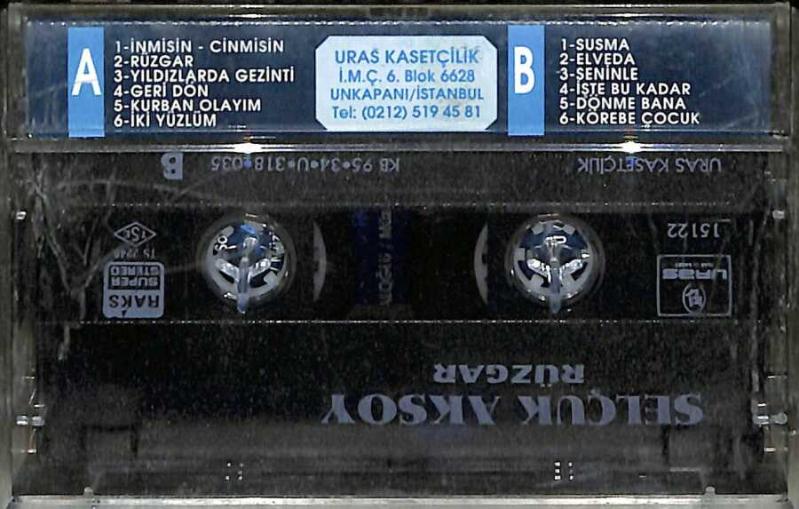 A
1-İNMİSİN - CİNMİSİN
2-RÜZGAR
3-YILDIZLARDA GEZİNTİ
4-GERİ DÖN
5-KURBAN OLAYIM
6-İKİ YÜZLÜM
URAS KASETÇİLİK
İ.M.Ç. 6. Blok 6628
UNKAPANI/İSTANBUL
Tel: (0212) 519 45 81
B
1-SUSMA
2-ELVEDA
3-SENİNLE
4-İŞTE BU KADAR
5-DÖNME BANA
6-KÖREBE ÇOCUK
B
KB 95•34•U•318•035
URAS KASETÇİLİK
TSE
RAKS
SUPER
STEREO
15122
URAS
SELÇUK AKSOY
RÜZGAR